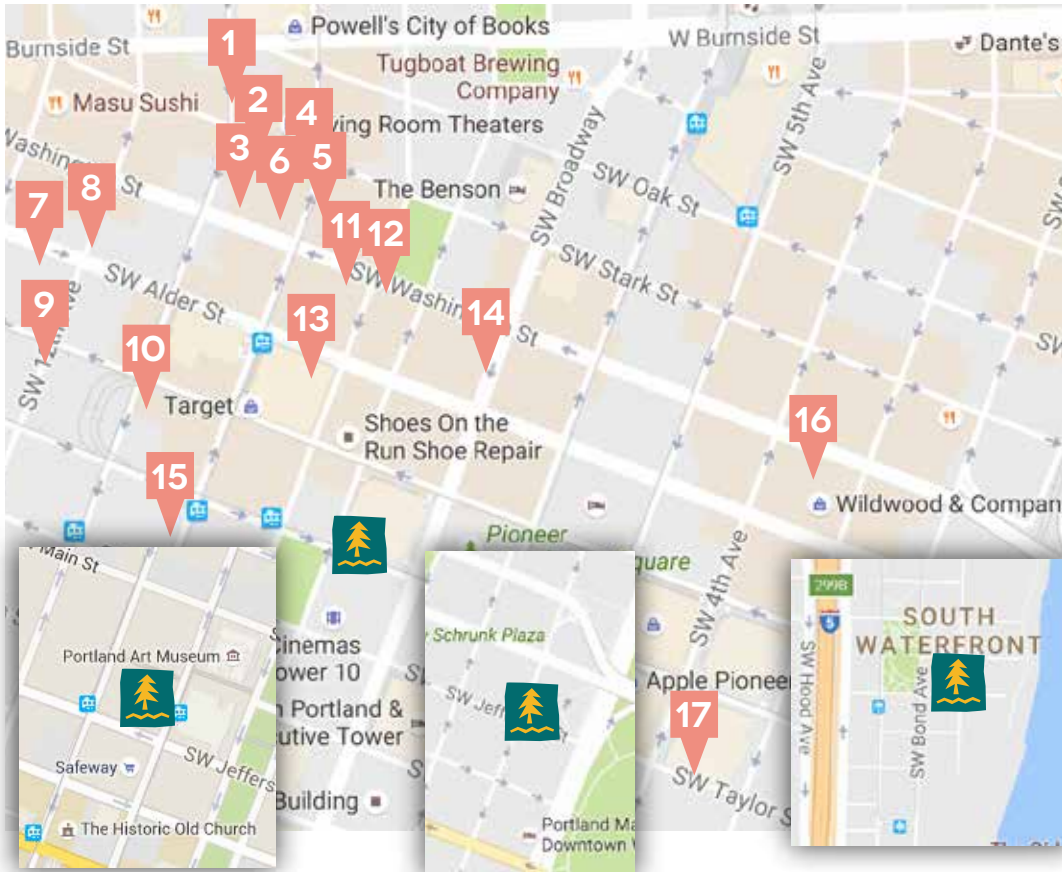 Burnside St
1
Powell's City of Books
W Burnside St
Dante's
Tugboat Brewing
Company
Masu Sushi
2
4
ving Room Theaters
SW 5th Ave
Washing
St
3
6
5
8
7
The Benson
SW Broadway
SW Oak St
11
12
SW Stark St
SW Alder St
SW Washin
St
9
13
14
10
Target
Shoes On the
Run Shoe Repair
16
Wildwood & Compan
15
Pioneer
quare
SW 4th Ave
Main St
Portland Art Museum
Safeway
SW Jeffers
The Historic Old Church
Cinemas
ower 10
n Portland &
utive Tower
Building
Schrunk Plaza
SW Jeff
Portland Ma
Downtown
Apple Pionee
17
SW Taylor S
299B
5
SOUTH
WATERFRONT
SW Hood Ave
SW Bond Ave